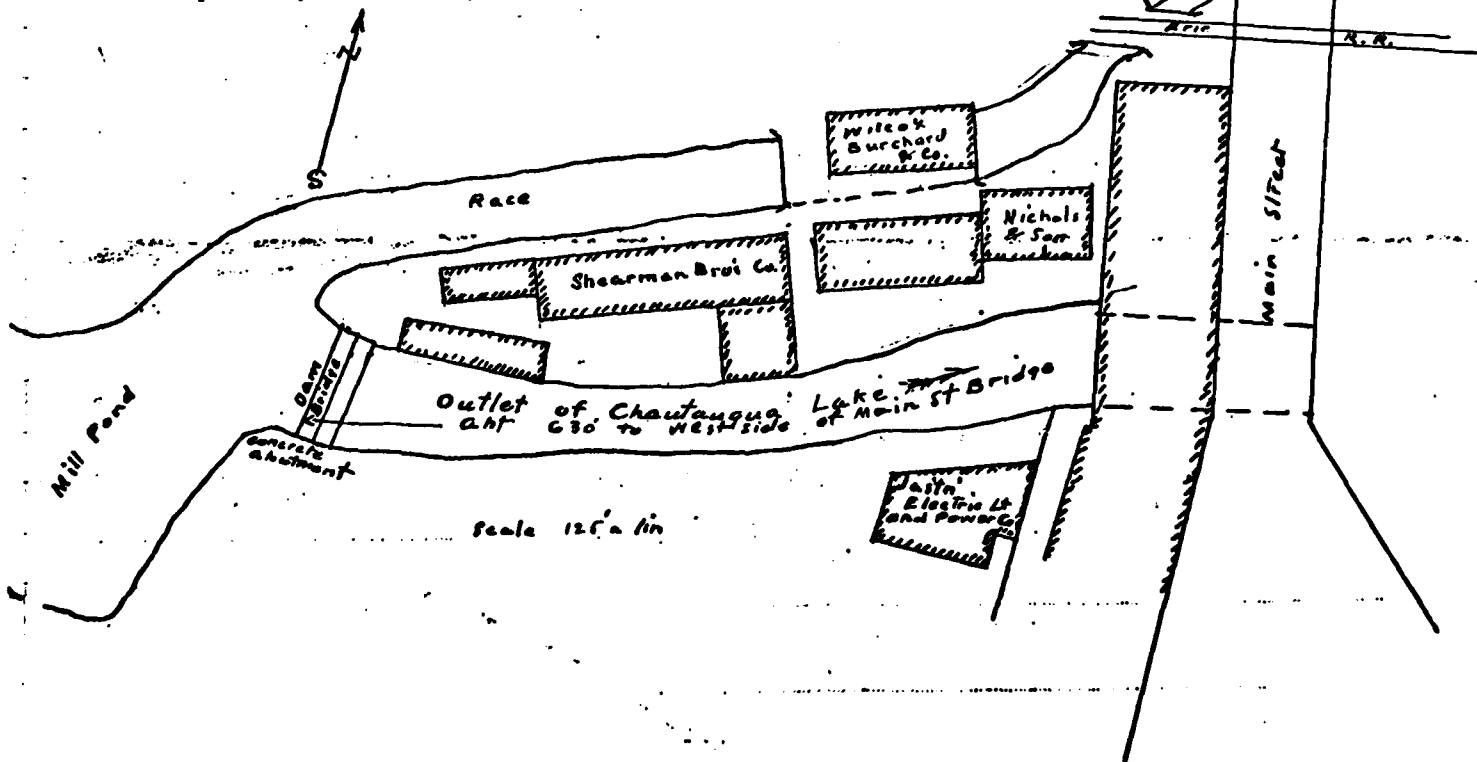 Erie R. R.
N
S
Wilcox
Burchard
& Co.
Race
Nichols
& Son
Main Street
Shearman Bros Co.
Dam
Bridge
Outlet of Chautauqua Lake
abt 630' to West side of Main St Bridge
Concrete
abutment
Mill Pond
Jastn'
Electric Lt
and Power Co
Scale 125' a 1in